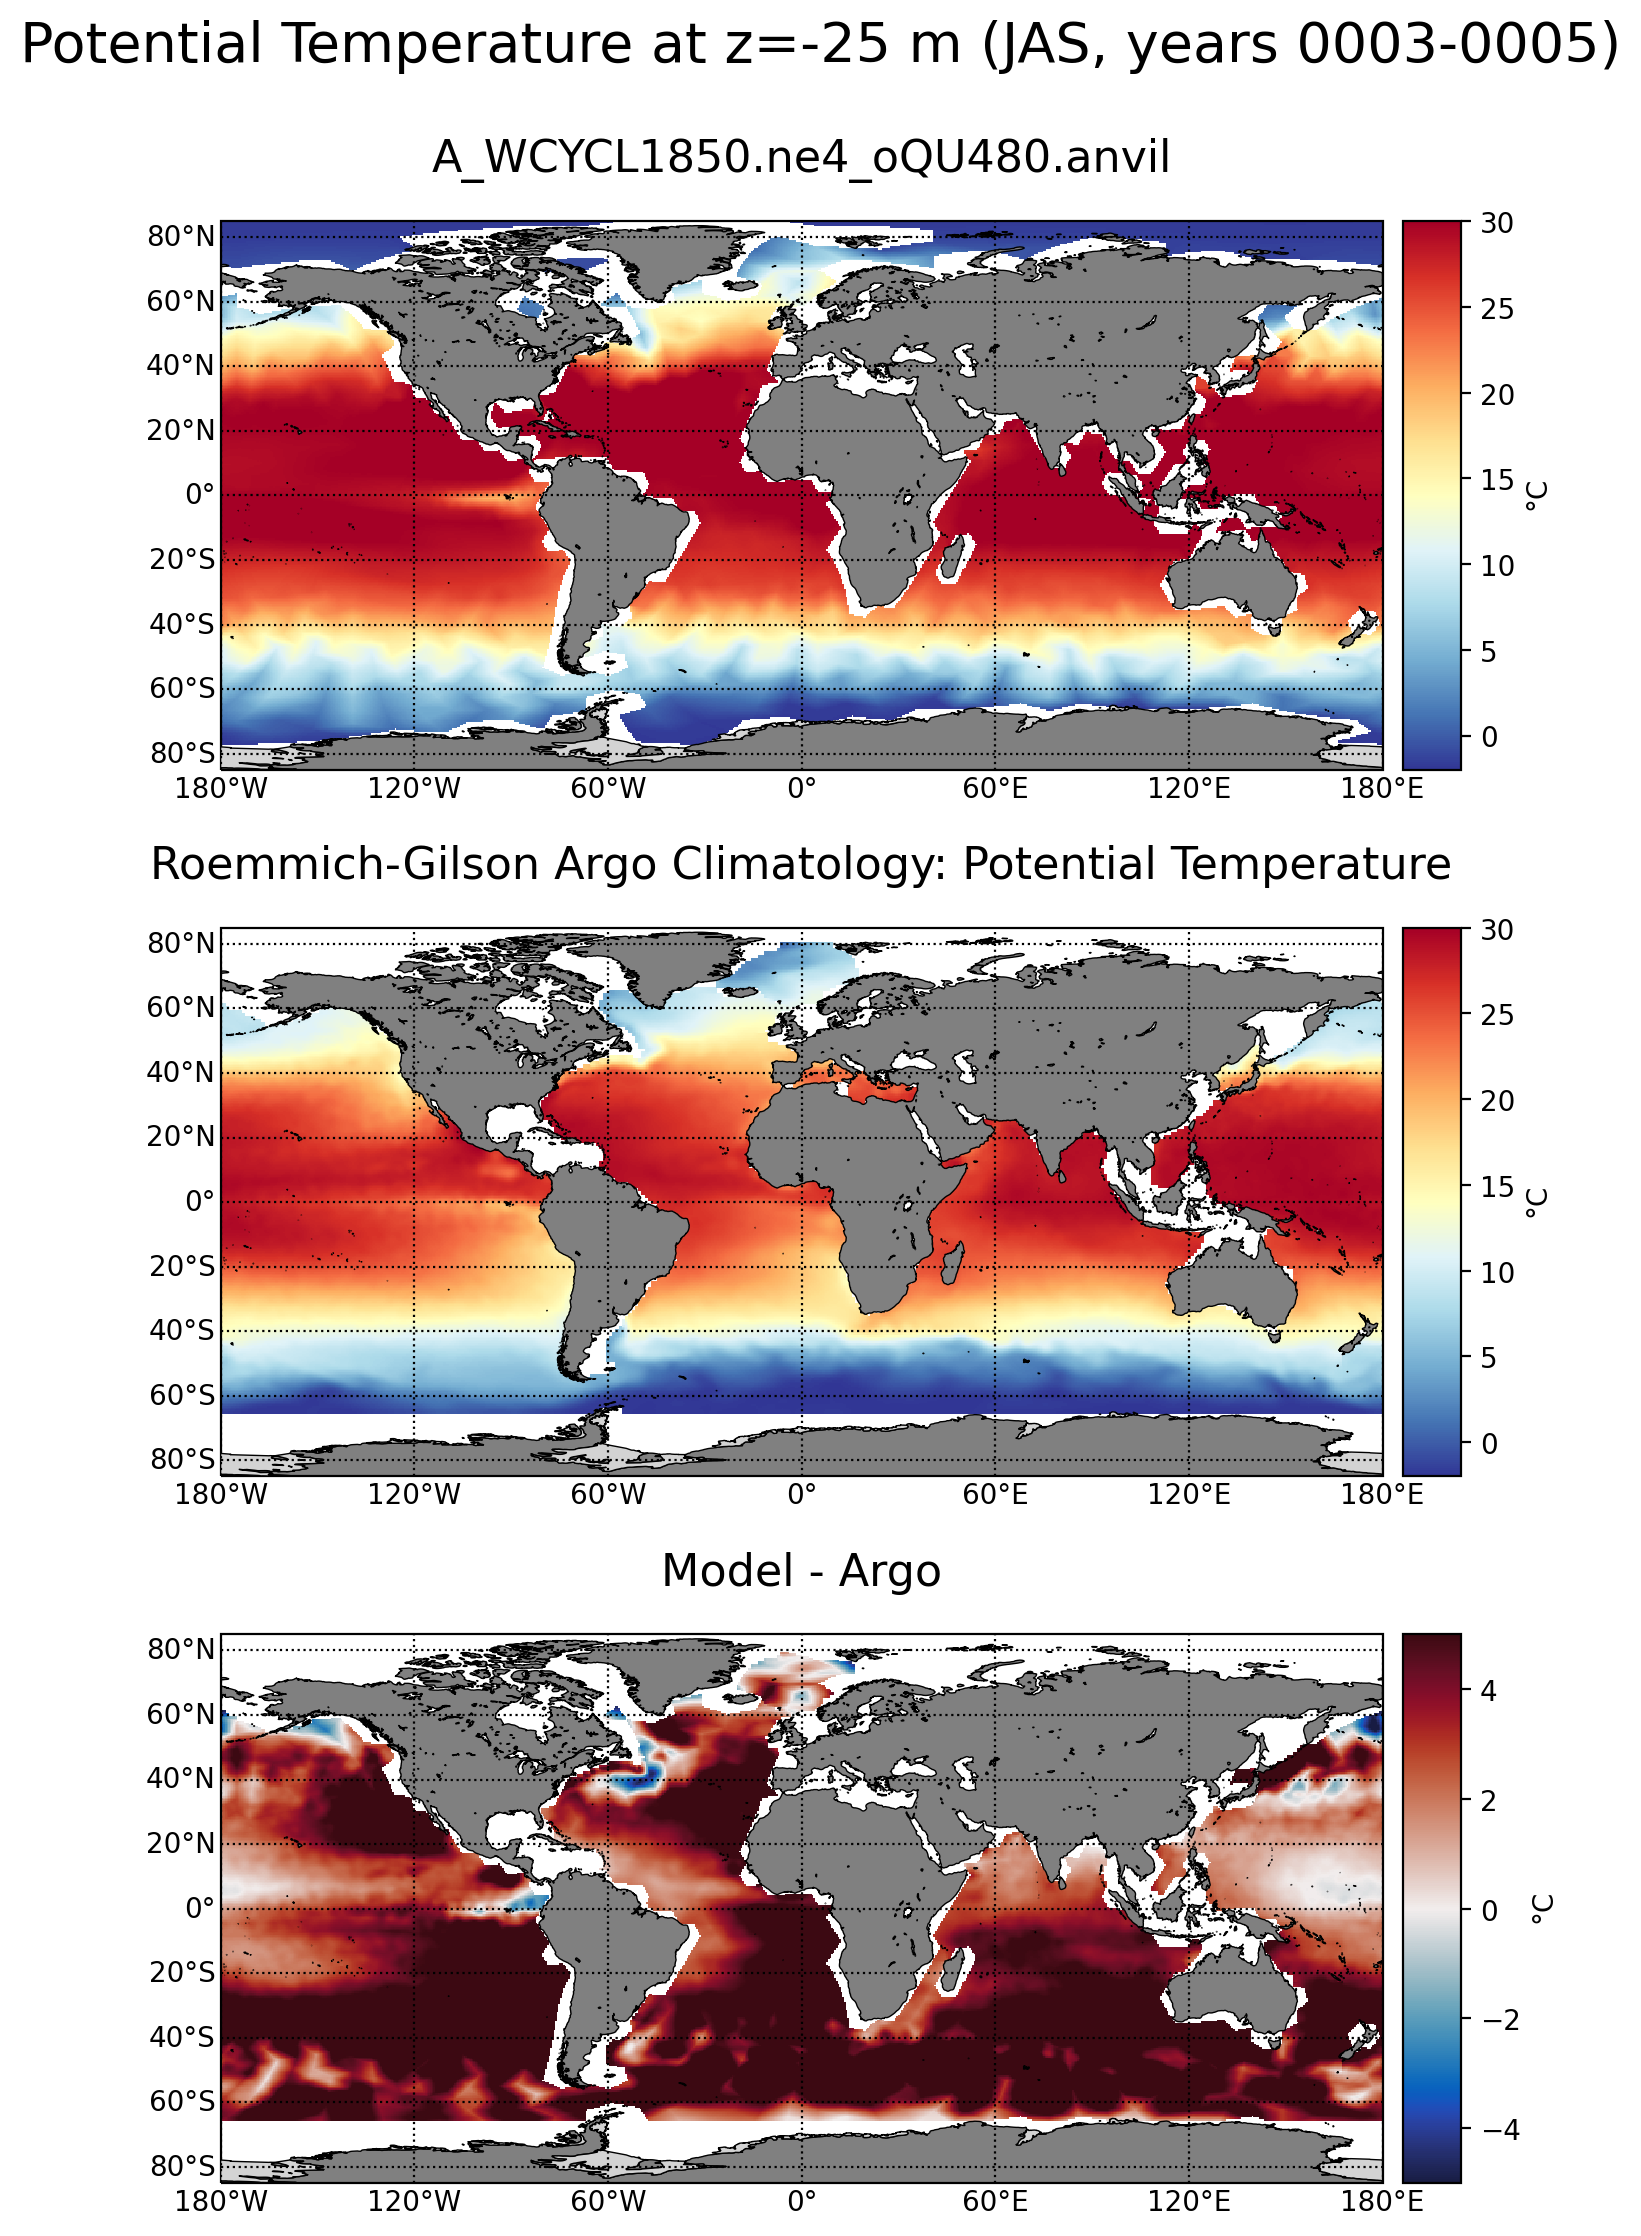 Potential Temperature at z=-25 m (JAS, years 0003-0005)
A_WCYCL1850.ne4_oQU480.anvil
80°N
60°N
40°N
20°N
0°
20°S
40°S
60°S
80°S
180°W 120°W 60°W 0° 60°E 120°E 180°E
30
25
20
15
10
5
0
°C
Roemmich-Gilson Argo Climatology: Potential Temperature
80°N
60°N
40°N
20°N
0°
20°S
40°S
60°S
80°S
180°W 120°W 60°W 0° 60°E 120°E 180°E
30
25
20
15
10
5
0
°C
Model - Argo
80°N
60°N
40°N
20°N
0°
20°S
40°S
60°S
80°S
180°W 120°W 60°W 0° 60°E 120°E 180°E
4
2
0
−2
−4
°C